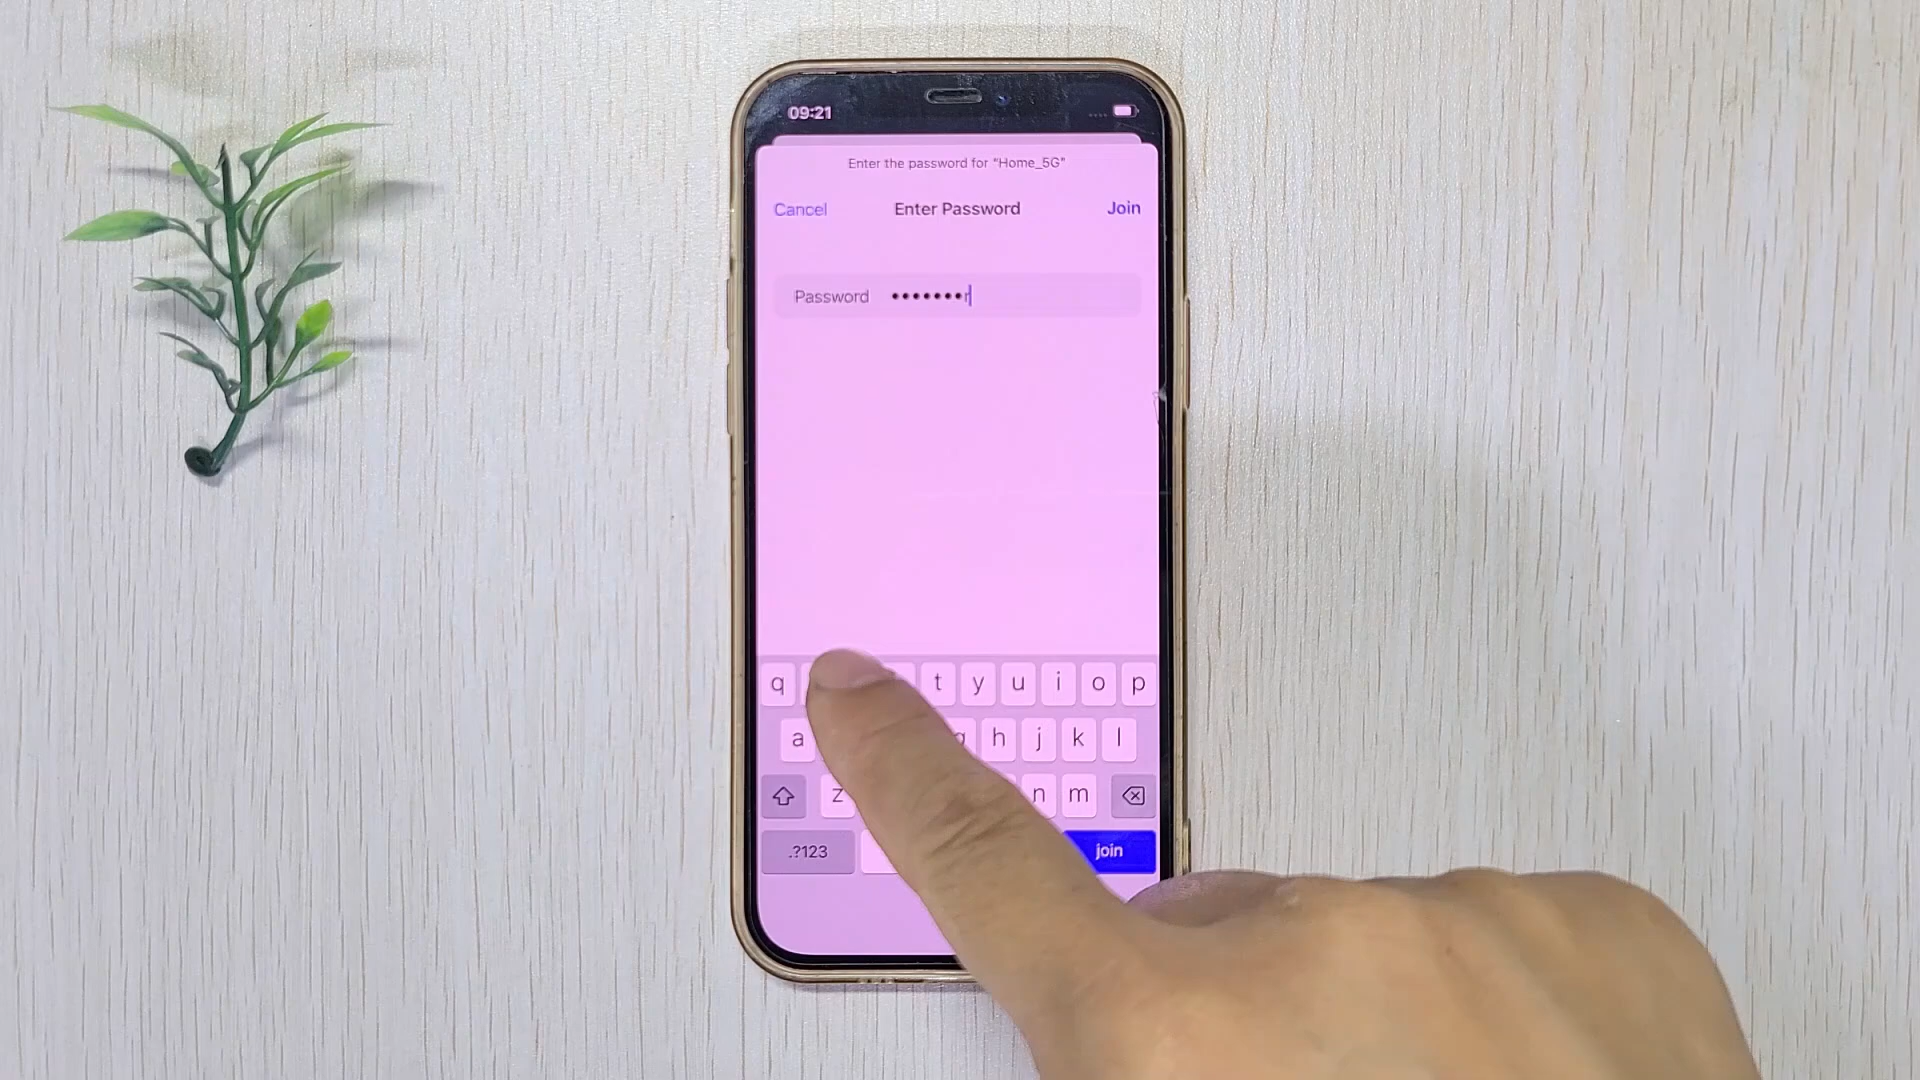 09:21
Enter the password for "Home_5G"
Cancel Enter Password Join
Password •••••••r
q t y u i o p
a g h j k l
z n m
.?123 join